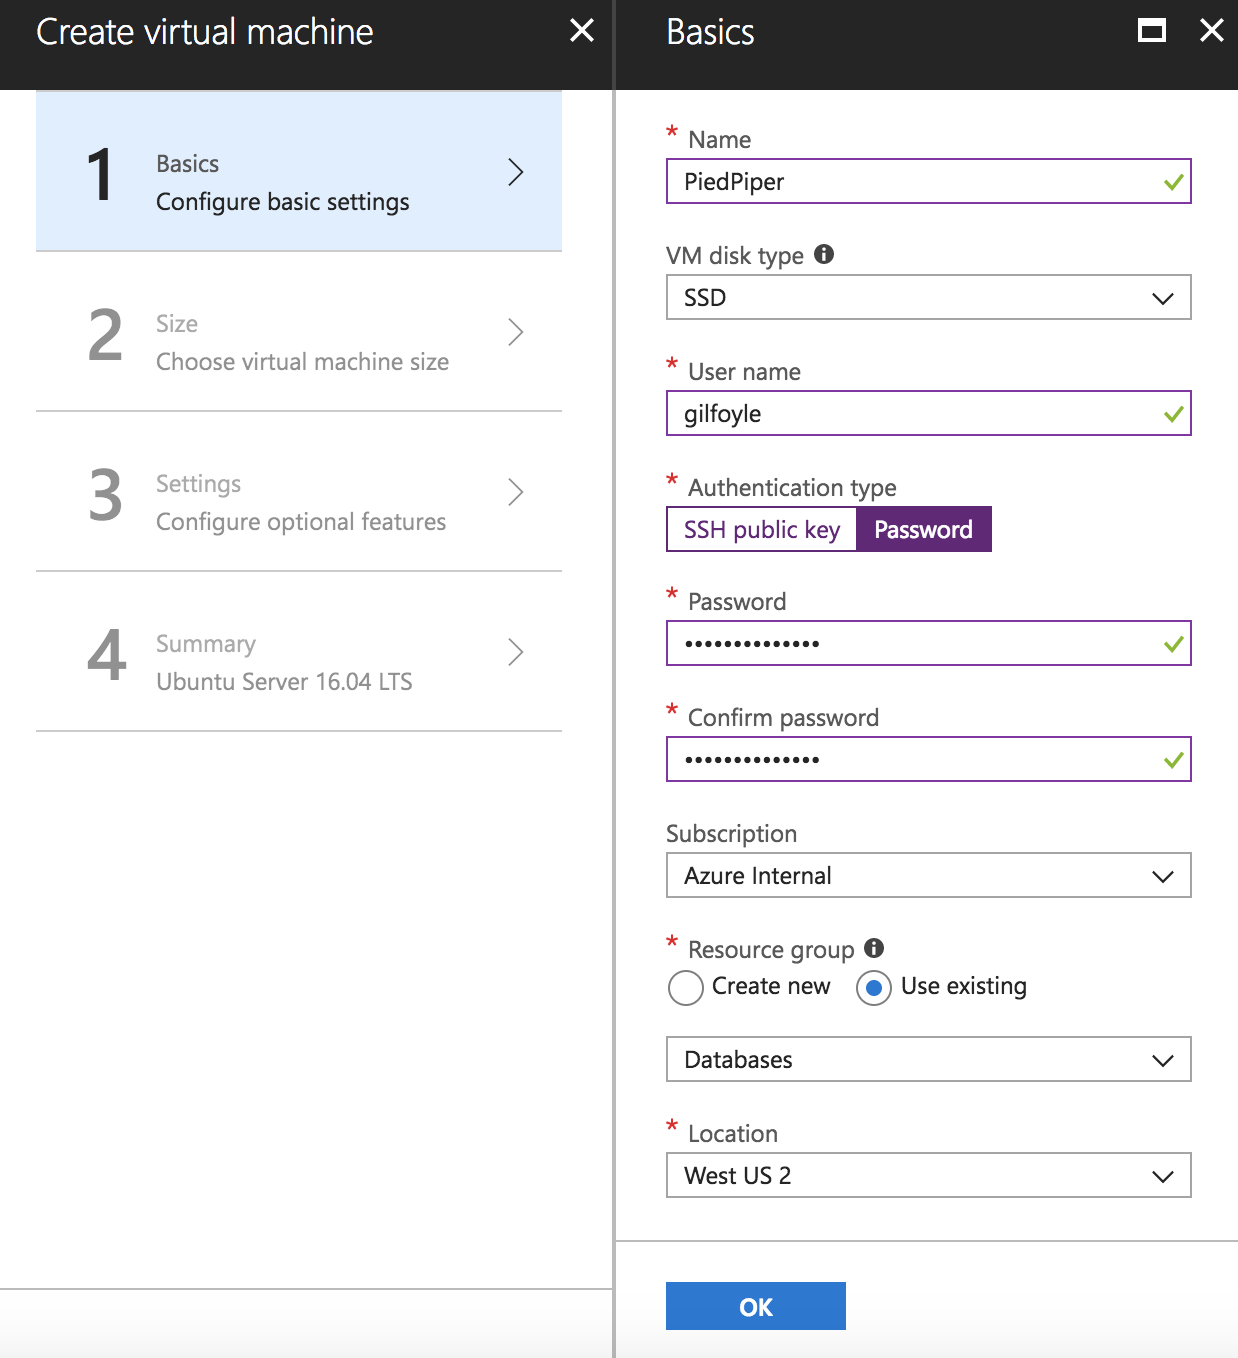 Create virtual machine
1
Basics
Configure basic settings
2
Size
Choose virtual machine size
3
Settings
Configure optional features
4
Summary
Ubuntu Server 16.04 LTS
Basics
* Name
PiedPiper
VM disk type
SSD
* User name
gilfoyle
* Authentication type
SSH public key Password
* Password
••••••••••••••
* Confirm password
••••••••••••••
Subscription
Azure Internal
* Resource group
Create new Use existing
Databases
* Location
West US 2
OK